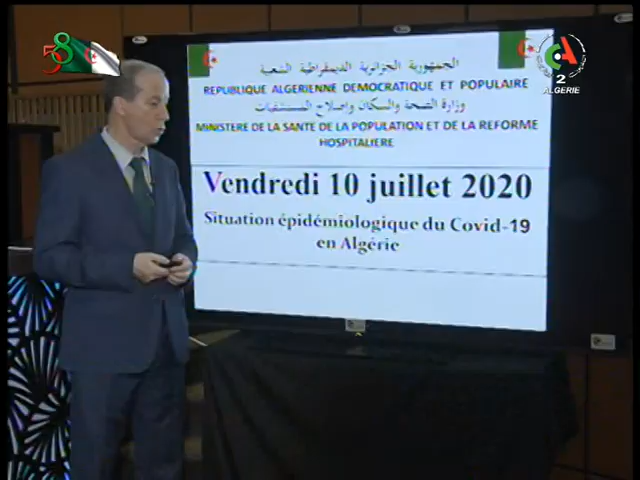 58
A
2
ALGERIE
الجمهورية الجزائرية الديمقراطية الشعبية
REPUBLIQUE ALGERIENNE DEMOCRATIQUE ET POPULAIRE
وزارة الصحة والسكان وإصلاح المستشفيات
MINISTERE DE LA SANTE DE LA POPULATION ET DE LA REFORME
HOSPITALIERE
Vendredi 10 juillet 2020
Situation épidémiologique du Covid-19
en Algérie